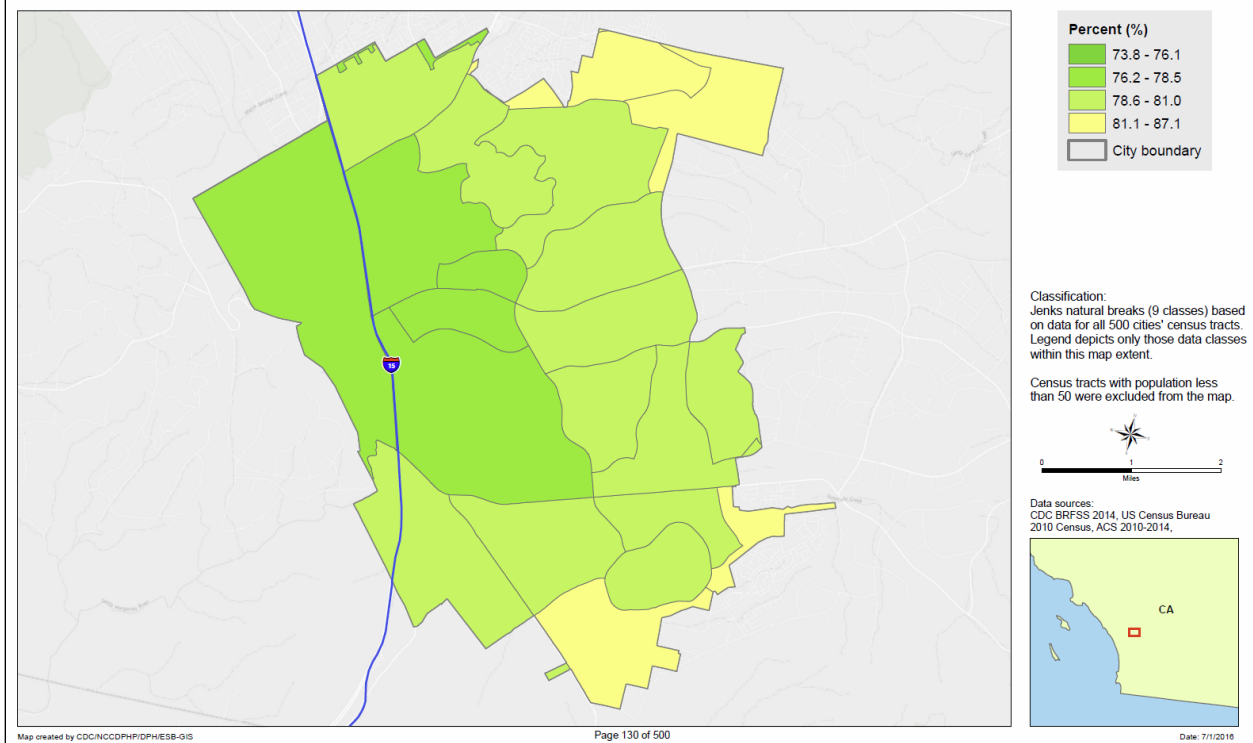 Percent (%)
73.8 - 76.1
76.2 - 78.5
78.6 - 81.0
81.1 - 87.1
City boundary
15
Classification:
Jenks natural breaks (9 classes) based
on data for all 500 cities' census tracts.
Legend depicts only those data classes
within this map extent.
Census tracts with population less
than 50 were excluded from the map.
0 1 2
Miles
Data sources:
CDC BRFSS 2014, US Census Bureau
2010 Census, ACS 2010-2014,
CA
Map created by CDC/NCCDPHP/DPH/ESB-GIS
Page 130 of 500
Date: 7/1/2016